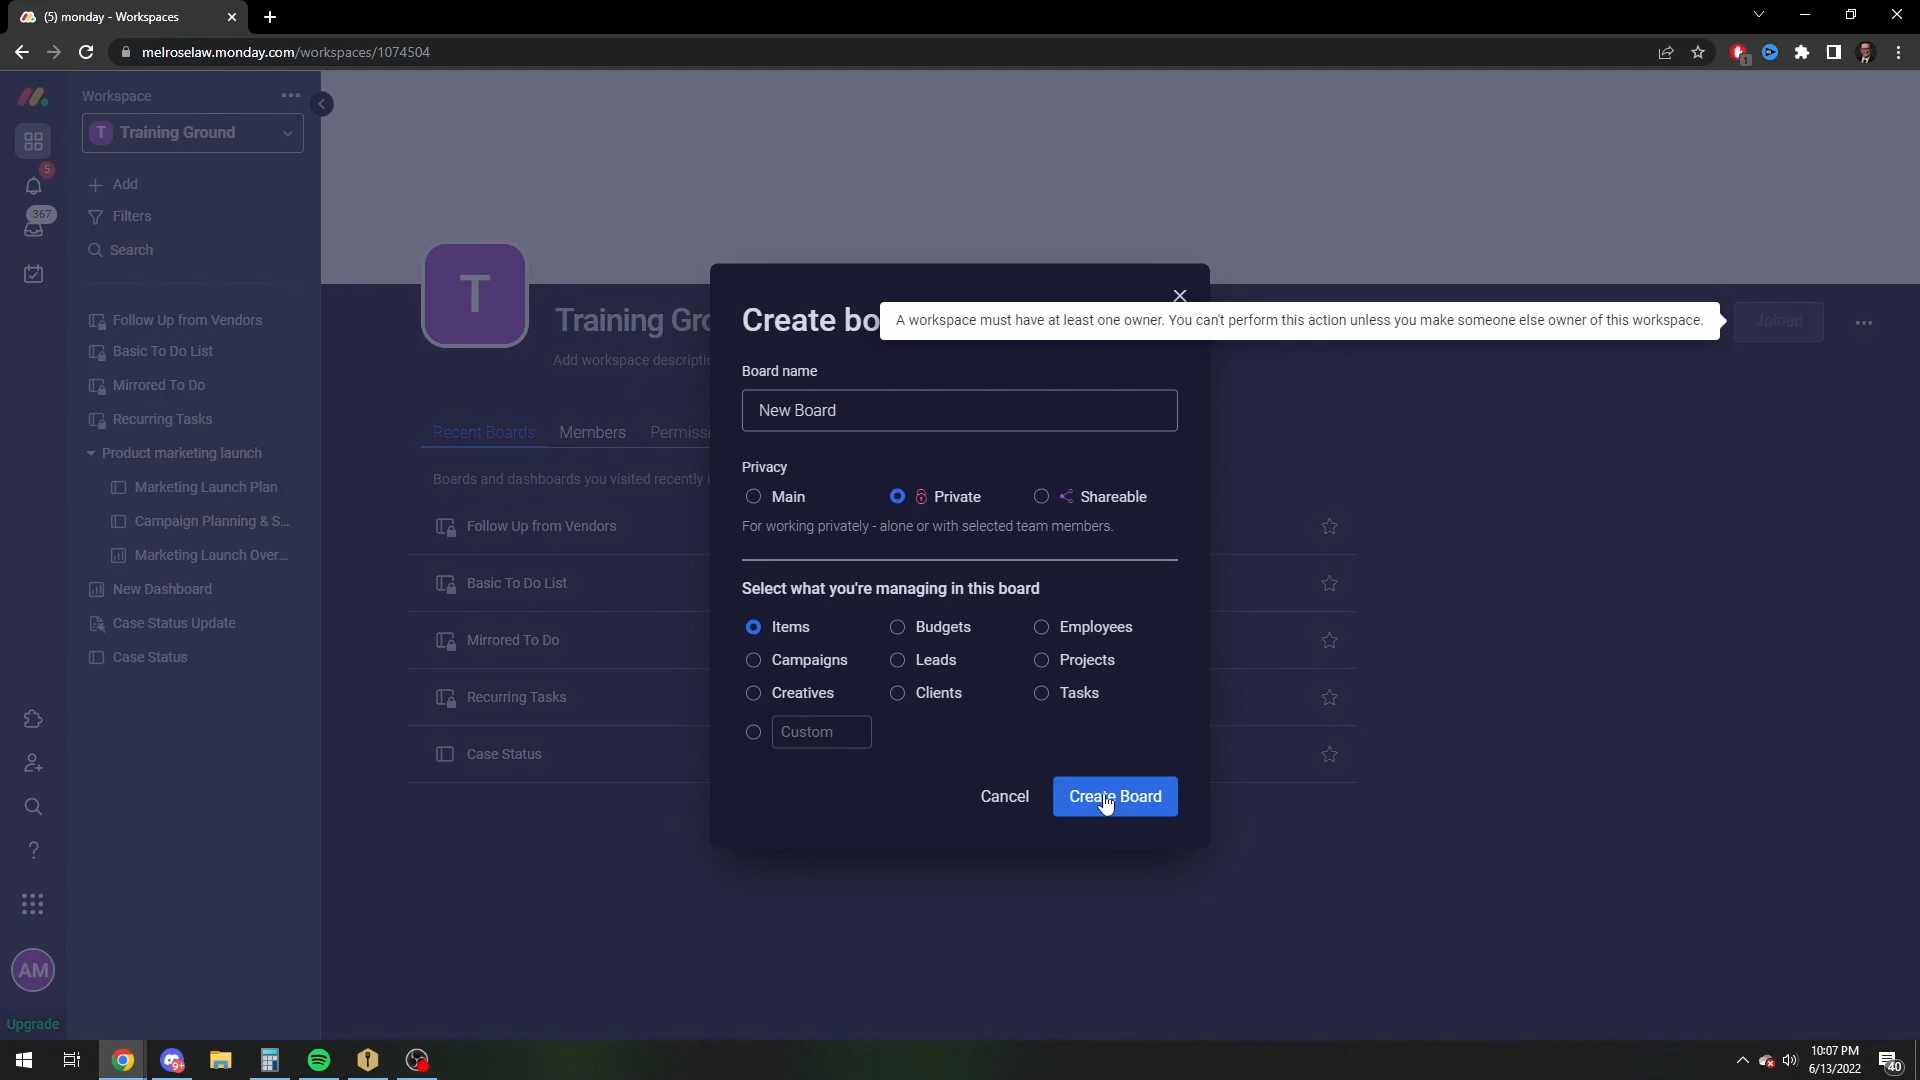 (5) monday - Workspaces
melroselaw.monday.com/workspaces/1074504
1
Workspace
T Training Ground
5
Add
367
Filters
Search
Follow Up from Vendors
Basic To Do List
Mirrored To Do
Recurring Tasks
Product marketing launch
Marketing Launch Plan
Campaign Planning & S...
Marketing Launch Over...
New Dashboard
Case Status Update
Case Status
AM
Upgrade
T
Training Gro
Add workspace descripti
Joined
Recent Boards Members Permissi
Boards and dashboards you visited recently i
Follow Up from Vendors
Basic To Do List
Mirrored To Do
Recurring Tasks
Case Status
Create bo
A workspace must have at least one owner. You can't perform this action unless you make someone else owner of this workspace.
Board name
New Board
Privacy
Main Private Shareable
For working privately - alone or with selected team members.
Select what you're managing in this board
Items Budgets Employees
Campaigns Leads Projects
Creatives Clients Tasks
Custom
Cancel Create Board
9+
10:07 PM
6/13/2022
40